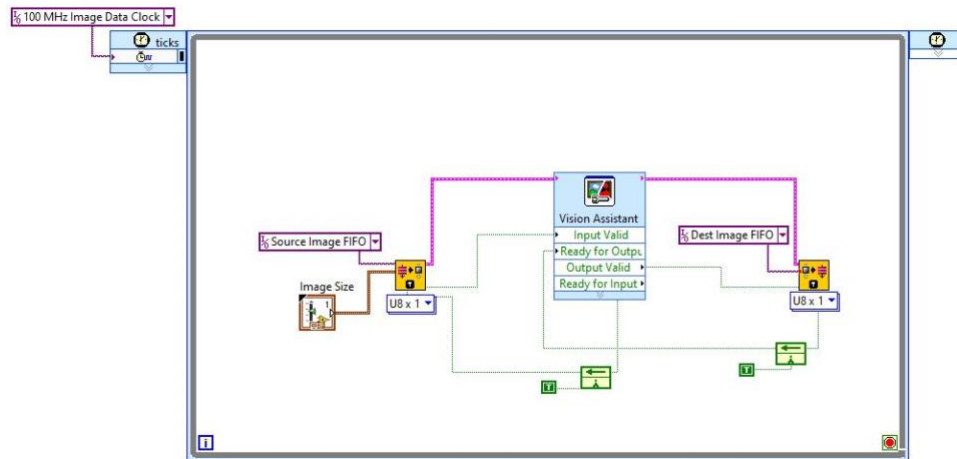 100 MHz Image Data Clock
ticks
Vision Assistant
Input Valid
Source Image FIFO
Dest Image FIFO
Ready for Outpu
Output Valid
Image Size
Ready for Input
1
U8 x 1
U8 x 1
T
T
i